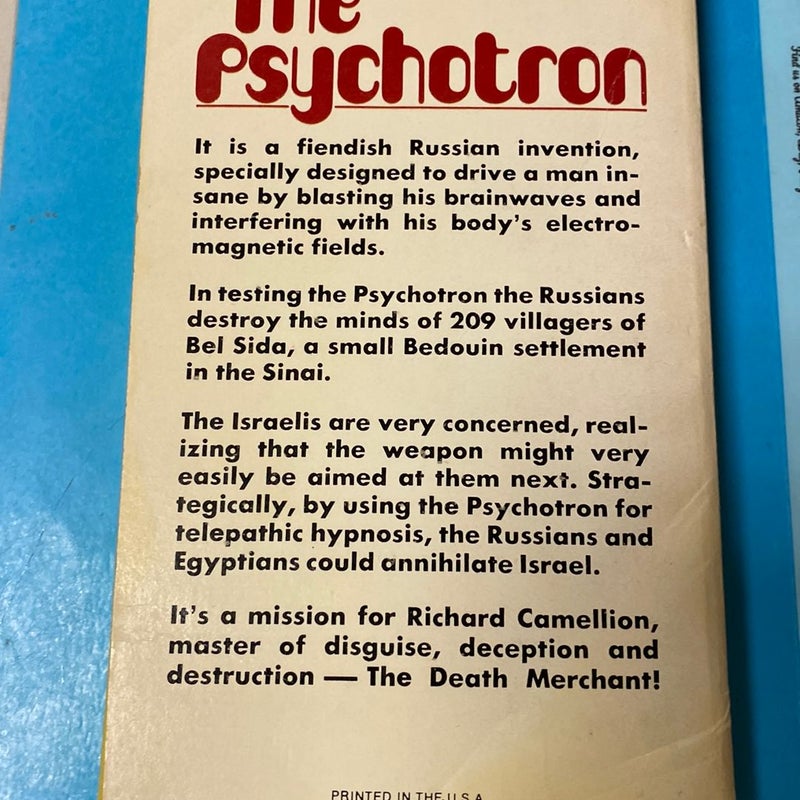 The
Psychotron
It is a fiendish Russian invention,
specially designed to drive a man in-
sane by blasting his brainwaves and
interfering with his body's electro-
magnetic fields.
In testing the Psychotron the Russians
destroy the minds of 209 villagers of
Bel Sida, a small Bedouin settlement
in the Sinai.
The Israelis are very concerned, real-
izing that the weapon might very
easily be aimed at them next. Stra-
tegically, by using the Psychotron for
telepathic hypnosis, the Russians and
Egyptians could annihilate Israel.
It's a mission for Richard Camellion,
master of disguise, deception and
destruction — The Death Merchant!
PRINTED IN THE U.S.A.